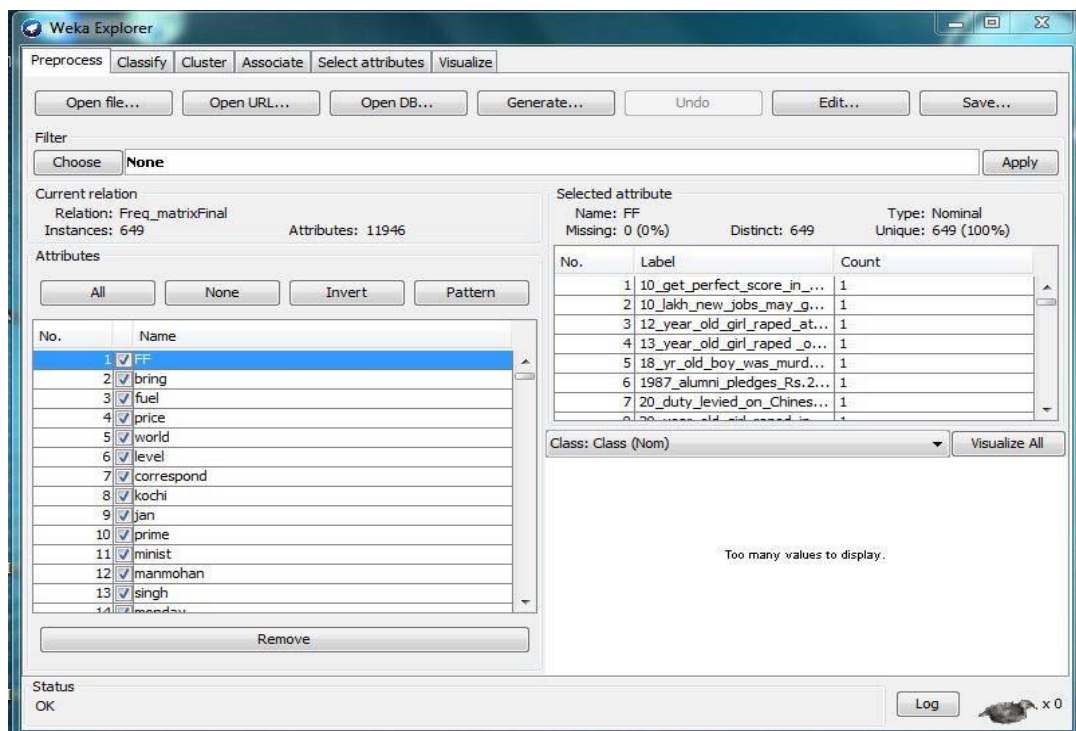 Weka Explorer
Preprocess Classify Cluster Associate Select attributes Visualize
Open file... Open URL... Open DB... Generate... Undo Edit... Save...
Filter
Choose None Apply
Current relation
Relation: Freq_matrixFinal
Instances: 649 Attributes: 11946
Attributes
All None Invert Pattern
No. Name
1 FF
2 bring
3 fuel
4 price
5 world
6 level
7 correspond
8 kochi
9 jan
10 prime
11 minist
12 manmohan
13 singh
14 monday
Remove
Selected attribute
Name: FF Type: Nominal
Missing: 0 (0%) Distinct: 649 Unique: 649 (100%)
No. Label Count
1 10_get_perfect_score_in_... 1
2 10_lakh_new_jobs_may_g... 1
3 12_year_old_girl_raped_at... 1
4 13_year_old_girl_raped _o... 1
5 18_yr_old_boy_was_murd... 1
6 1987_alumni_pledges_Rs.2... 1
7 20_duty_levied_on_Chines... 1
Class: Class (Nom) Visualize All
Too many values to display.
Status
OK
Log x 0